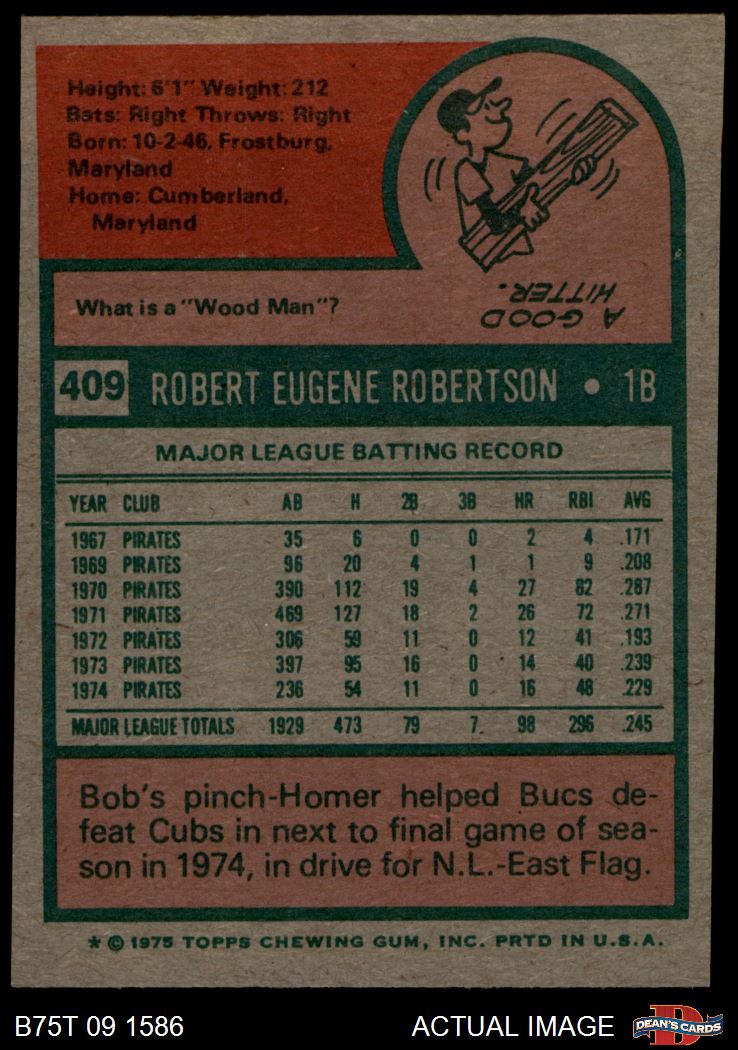 Height: 6'1" Weight: 212
Bats: Right Throws: Right
Born: 10-2-46, Frostburg,
Maryland
Home: Cumberland,
Maryland
What is a "Wood Man"?
A GOOD
HITTER.
409 ROBERT EUGENE ROBERTSON • 1B
MAJOR LEAGUE BATTING RECORD
YEAR CLUB AB H 2B 3B HR RBI AVG
1967 PIRATES 35 6 0 0 2 4 .171
1969 PIRATES 96 20 4 1 1 9 .208
1970 PIRATES 390 112 19 4 27 82 .287
1971 PIRATES 469 127 18 2 26 72 .271
1972 PIRATES 306 59 11 0 12 41 .193
1973 PIRATES 397 95 16 0 14 40 .239
1974 PIRATES 236 54 11 0 16 48 .229
MAJOR LEAGUE TOTALS 1929 473 79 7 98 296 .245
Bob's pinch-Homer helped Bucs de-
feat Cubs in next to final game of sea-
son in 1974, in drive for N.L.-East Flag.
* © 1975 TOPPS CHEWING GUM, INC. PRTD IN U.S.A.
B75T 09 1586 ACTUAL IMAGE DEAN'S CARDS